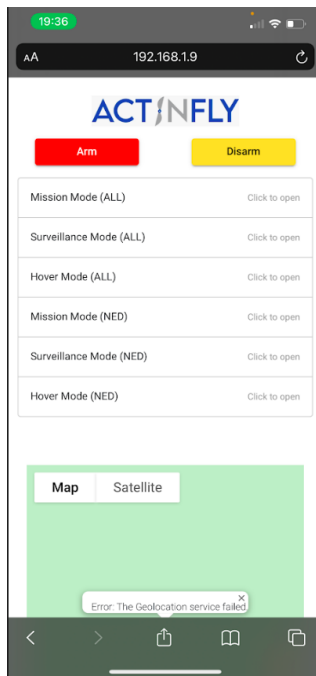 19:36
AA
192.168.1.9
ACTINFLY
Arm
Disarm
Mission Mode (ALL)
Click to open
Surveillance Mode (ALL)
Click to open
Hover Mode (ALL)
Click to open
Mission Mode (NED)
Click to open
Surveillance Mode (NED)
Click to open
Hover Mode (NED)
Click to open
Map
Satellite
Error: The Geolocation service failed.